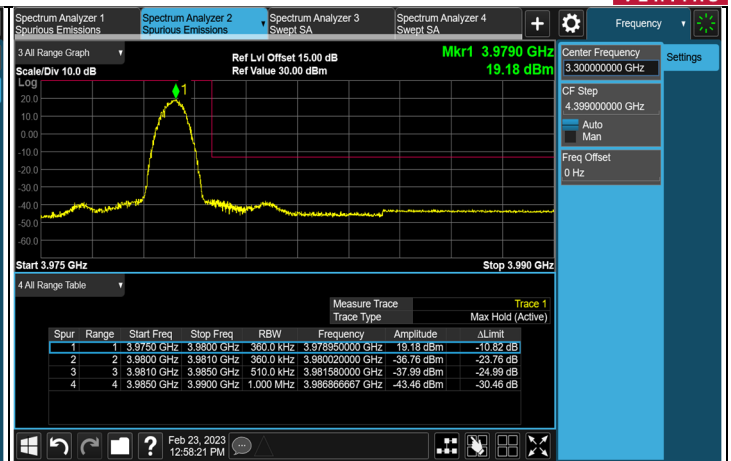 Spectrum Analyzer 1
Spurious Emissions
Spectrum Analyzer 2
Spurious Emissions
Spectrum Analyzer 3
Swept SA
Spectrum Analyzer 4
Swept SA
+
Frequency
3 All Range Graph
Ref Lvl Offset 15.00 dB
Mkr1 3.9790 GHz
Scale/Div 10.0 dB
Ref Value 30.00 dBm
19.18 dBm
Log
1
20.0
10.0
0.00
-10.0
-20.0
-30.0
-40.0
-50.0
-60.0
Start 3.975 GHz
Stop 3.990 GHz
Center Frequency
3.30000000 GHz
Settings
CF Step
4.399000000 GHz
Auto
Man
Freq Offset
0 Hz
4 All Range Table
Measure Trace Trace 1
Trace Type Max Hold (Active)
Spur Range Start Freq Stop Freq RBW Frequency Amplitude ΔLimit
1 1 3.9750 GHz 3.9800 GHz 360.0 kHz 3.978950000 GHz 19.18 dBm -10.82 dB
2 2 3.9800 GHz 3.9810 GHz 360.0 kHz 3.980020000 GHz -36.76 dBm -23.76 dB
3 3 3.9810 GHz 3.9850 GHz 510.0 kHz 3.981580000 GHz -37.99 dBm -24.99 dB
4 4 3.9850 GHz 3.9900 GHz 1.000 MHz 3.986866667 GHz -43.46 dBm -30.46 dB
?
Feb 23, 2023
12:58:21 PM